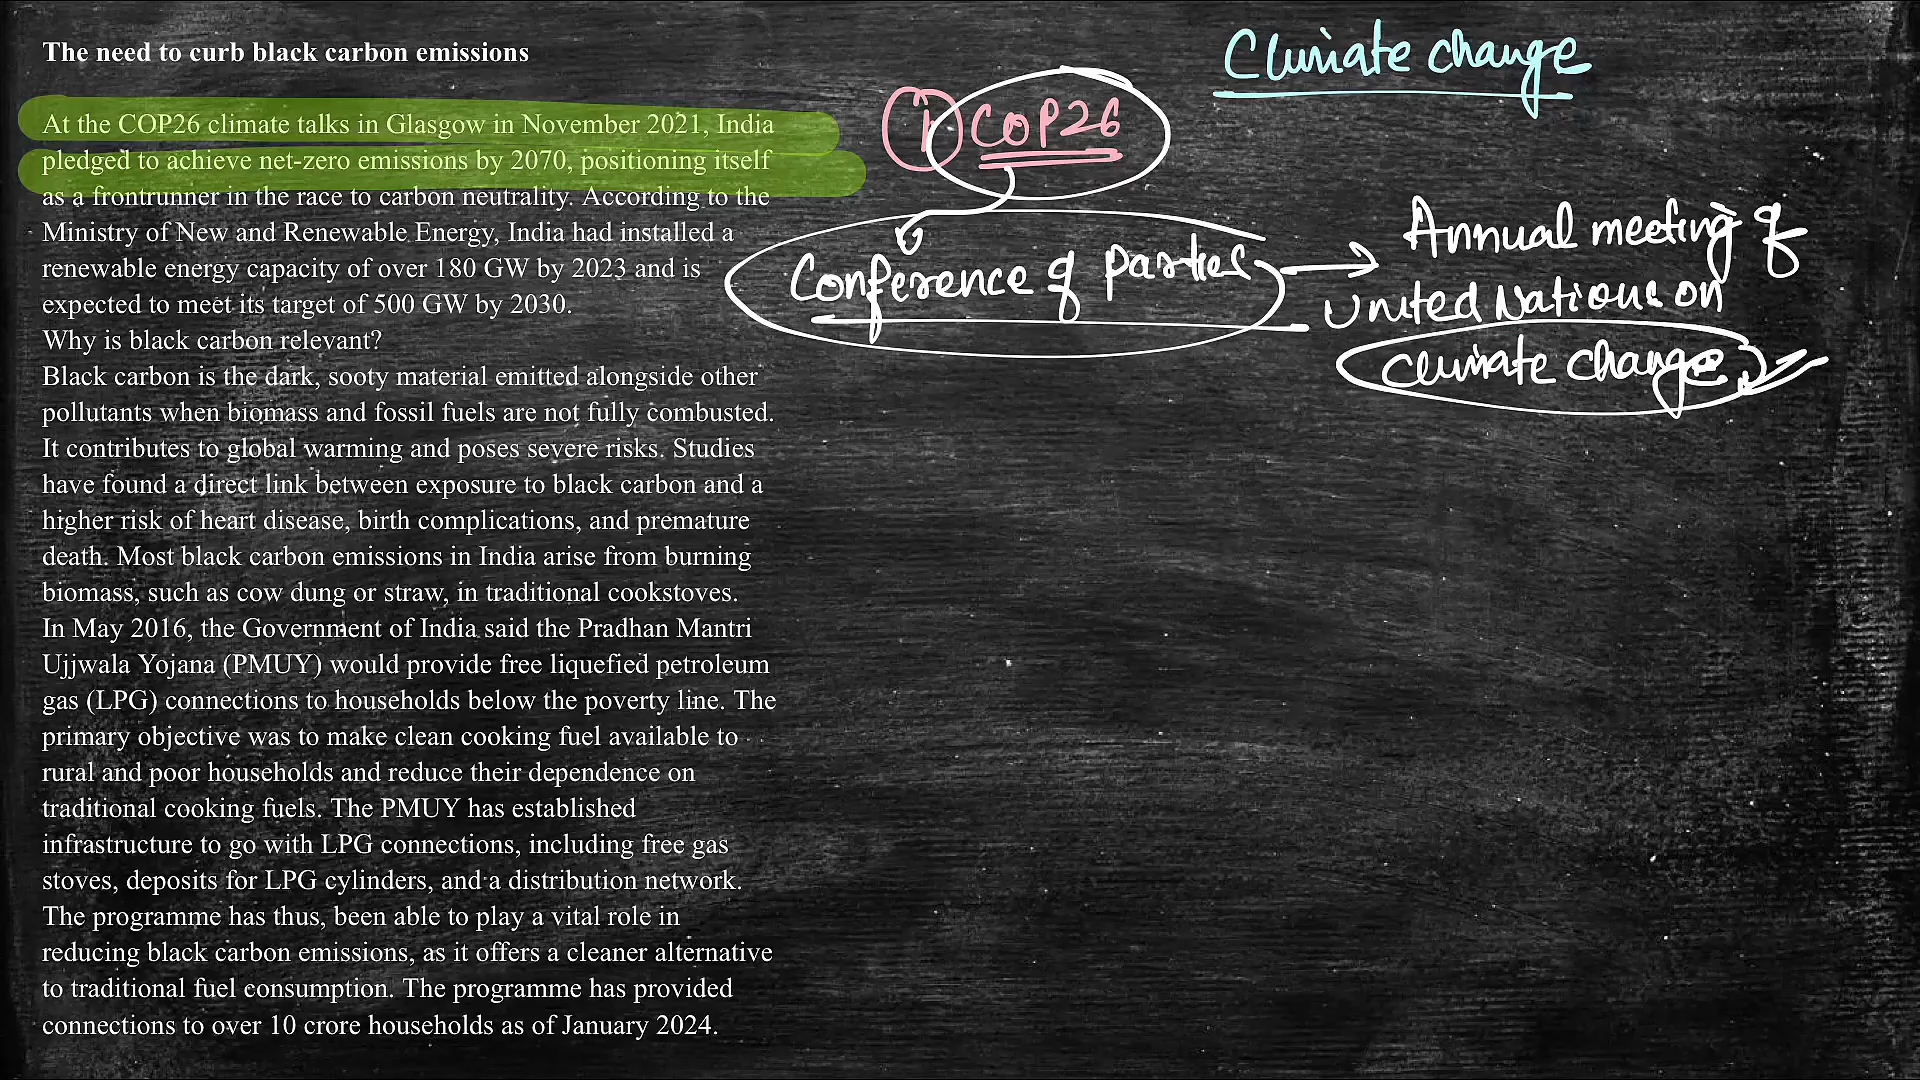 The need to curb black carbon emissions
At the COP26 climate talks in Glasgow in November 2021, India
pledged to achieve net-zero emissions by 2070, positioning itself
as a frontrunner in the race to carbon neutrality. According to the
Ministry of New and Renewable Energy, India had installed a
renewable energy capacity of over 180 GW by 2023 and is
expected to meet its target of 500 GW by 2030.
Why is black carbon relevant?
Black carbon is the dark, sooty material emitted alongside other
pollutants when biomass and fossil fuels are not fully combusted.
It contributes to global warming and poses severe risks. Studies
have found a direct link between exposure to black carbon and a
higher risk of heart disease, birth complications, and premature
death. Most black carbon emissions in India arise from burning
biomass, such as cow dung or straw, in traditional cookstoves.
In May 2016, the Government of India said the Pradhan Mantri
Ujjwala Yojana (PMUY) would provide free liquefied petroleum
gas (LPG) connections to households below the poverty line. The
primary objective was to make clean cooking fuel available to
rural and poor households and reduce their dependence on
traditional cooking fuels. The PMUY has established
infrastructure to go with LPG connections, including free gas
stoves, deposits for LPG cylinders, and a distribution network.
The programme has thus, been able to play a vital role in
reducing black carbon emissions, as it offers a cleaner alternative
to traditional fuel consumption. The programme has provided
connections to over 10 crore households as of January 2024.
Climate change
1 COP26
Conference of parties
Annual meeting of
United Nations on
climate change